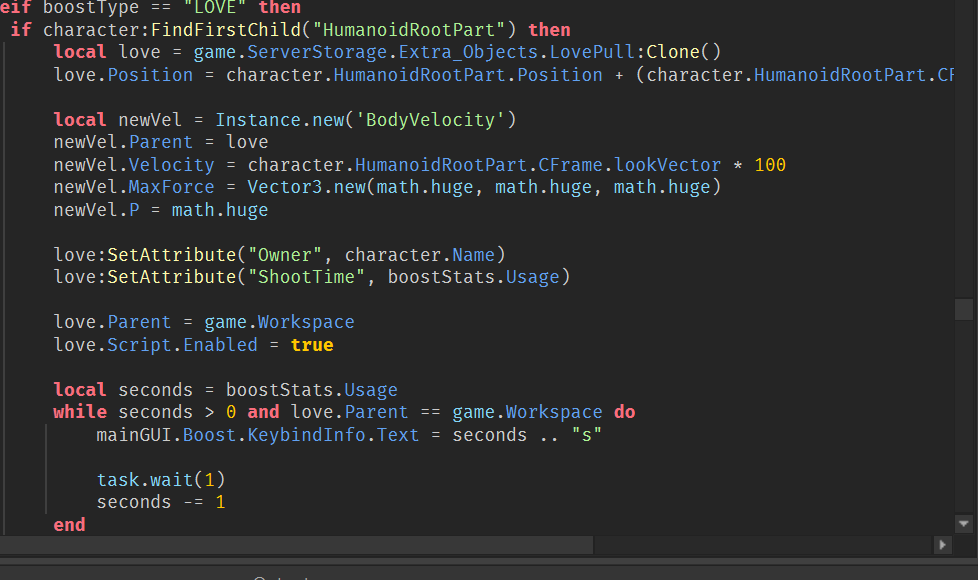 eif boostType == "LOVE" then
if character:FindFirstChild("HumanoidRootPart") then
local love = game.ServerStorage.Extra_Objects.LovePull:Clone()
love.Position = character.HumanoidRootPart.Position + (character.HumanoidRootPart.CF
local newVel = Instance.new('BodyVelocity')
newVel.Parent = love
newVel.Velocity = character.HumanoidRootPart.CFrame.lookVector * 100
newVel.MaxForce = Vector3.new(math.huge, math.huge, math.huge)
newVel.P = math.huge
love:SetAttribute("Owner", character.Name)
love:SetAttribute("ShootTime", boostStats.Usage)
love.Parent = game.Workspace
love.Script.Enabled = true
local seconds = boostStats.Usage
while seconds > 0 and love.Parent == game.Workspace do
mainGUI.Boost.KeybindInfo.Text = seconds .. "s"
task.wait(1)
seconds -= 1
end